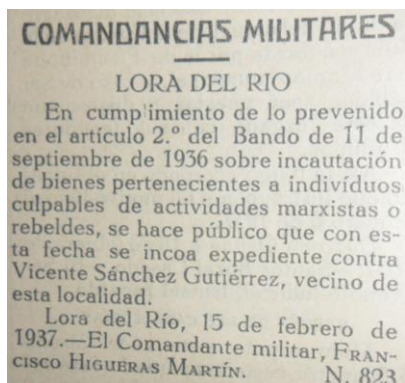 COMANDANCIAS MILITARES
LORA DEL RIO
En cumplimiento de lo prevenido
en el artículo 2.º del Bando de 11 de
septiembre de 1936 sobre incautación
de bienes pertenecientes a indivíduos
culpables de actividades marxistas o
rebeldes, se hace público que con es-
ta fecha se incoa expediente contra
Vicente Sánchez Gutiérrez, vecino de
esta localidad.
Lora del Río, 15 de febrero de
1937.—El Comandante militar, FRAN-
CISCO HIGUERAS MARTÍN. N. 823